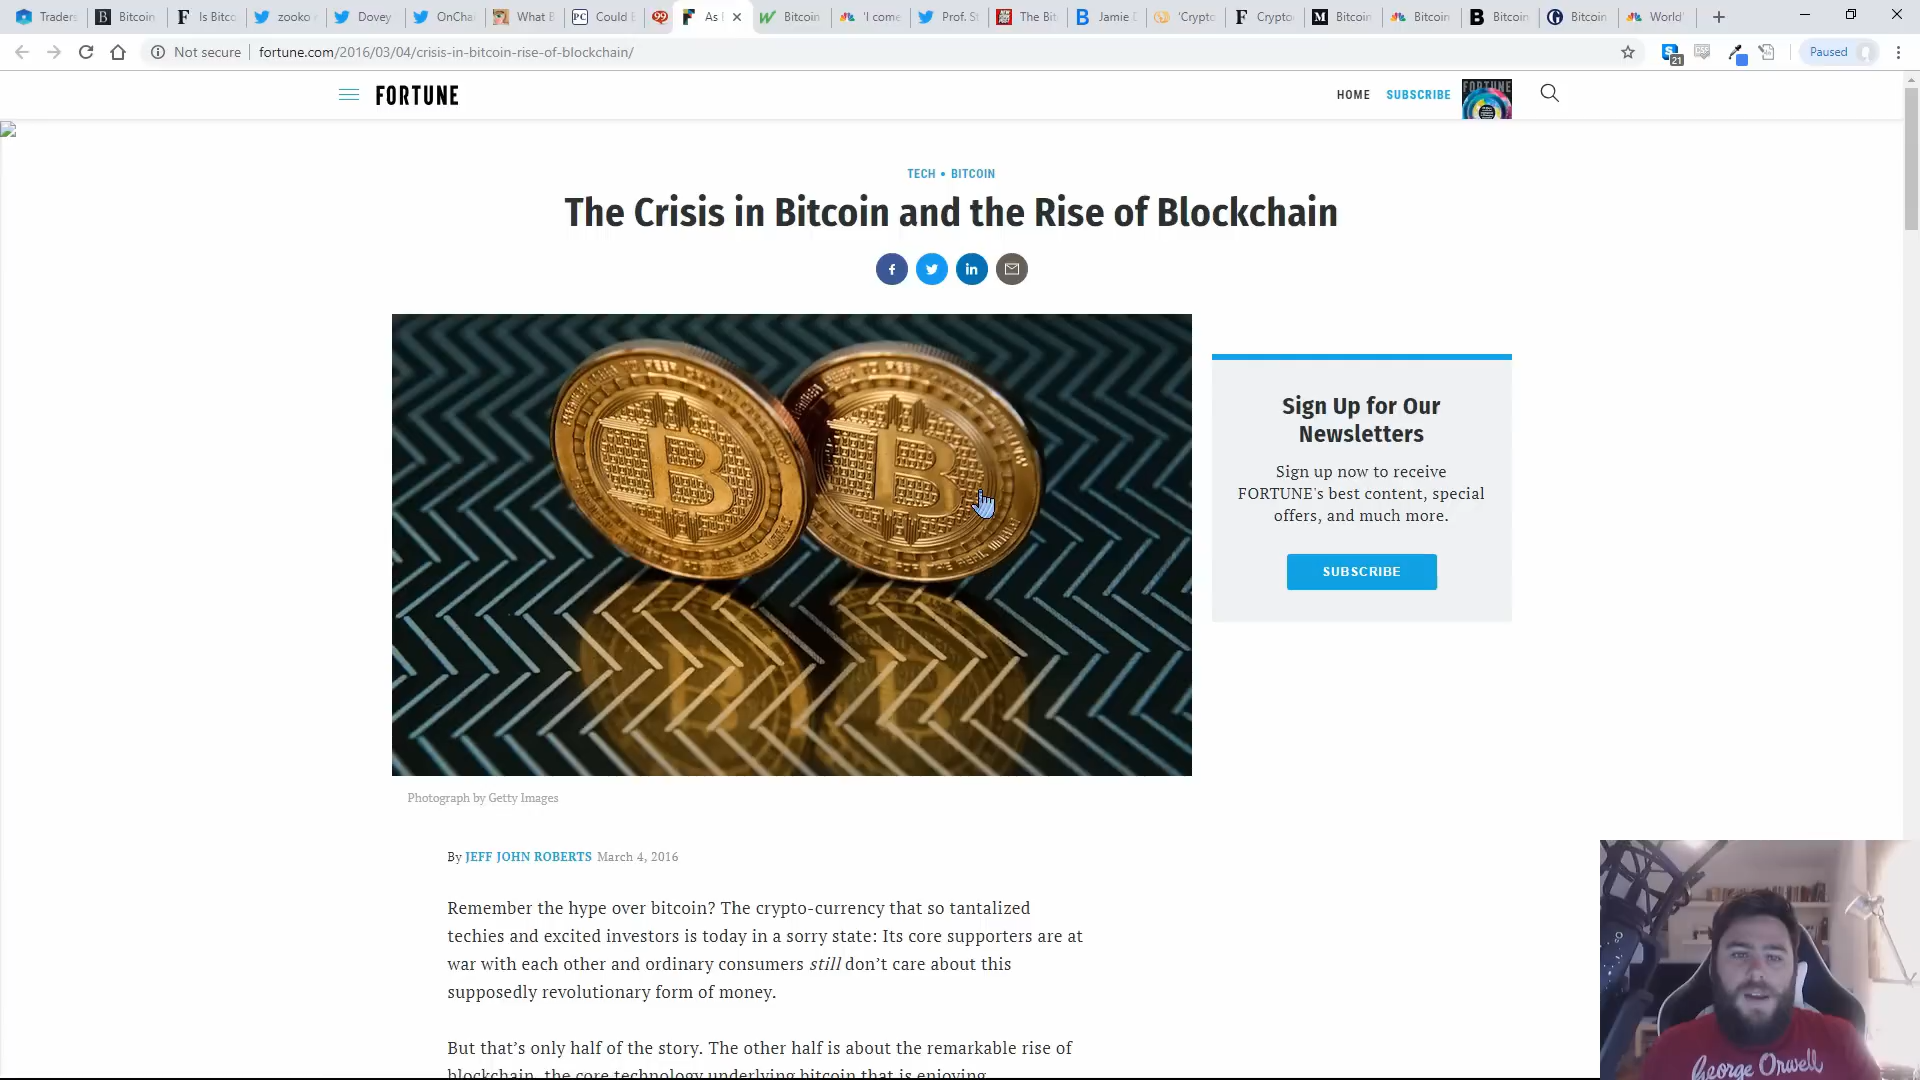 Traders
Bitcoin
Is Bitco
zooko
Dovey
OnChai
What B
Could E
As
Bitcoin
'I come
Prof. S
The Bit
Jamie D
'Crypto
Crypto
Bitcoin
Bitcoin
Bitcoin
Bitcoin
World'
Not secure
fortune.com/2016/03/04/crisis-in-bitcoin-rise-of-blockchain/
21
Paused
FORTUNE
HOME
SUBSCRIBE
FORTUNE
TECH • BITCOIN
The Crisis in Bitcoin and the Rise of Blockchain
Sign Up for Our
Newsletters
Sign up now to receive
FORTUNE's best content, special
offers, and much more.
SUBSCRIBE
Photograph by Getty Images
By JEFF JOHN ROBERTS March 4, 2016
Remember the hype over bitcoin? The crypto-currency that so tantalized
techies and excited investors is today in a sorry state: Its core supporters are at
war with each other and ordinary consumers still don't care about this
supposedly revolutionary form of money.
But that's only half of the story. The other half is about the remarkable rise of
blockchain, the core technology underlying bitcoin that is enjoying
George Orwell